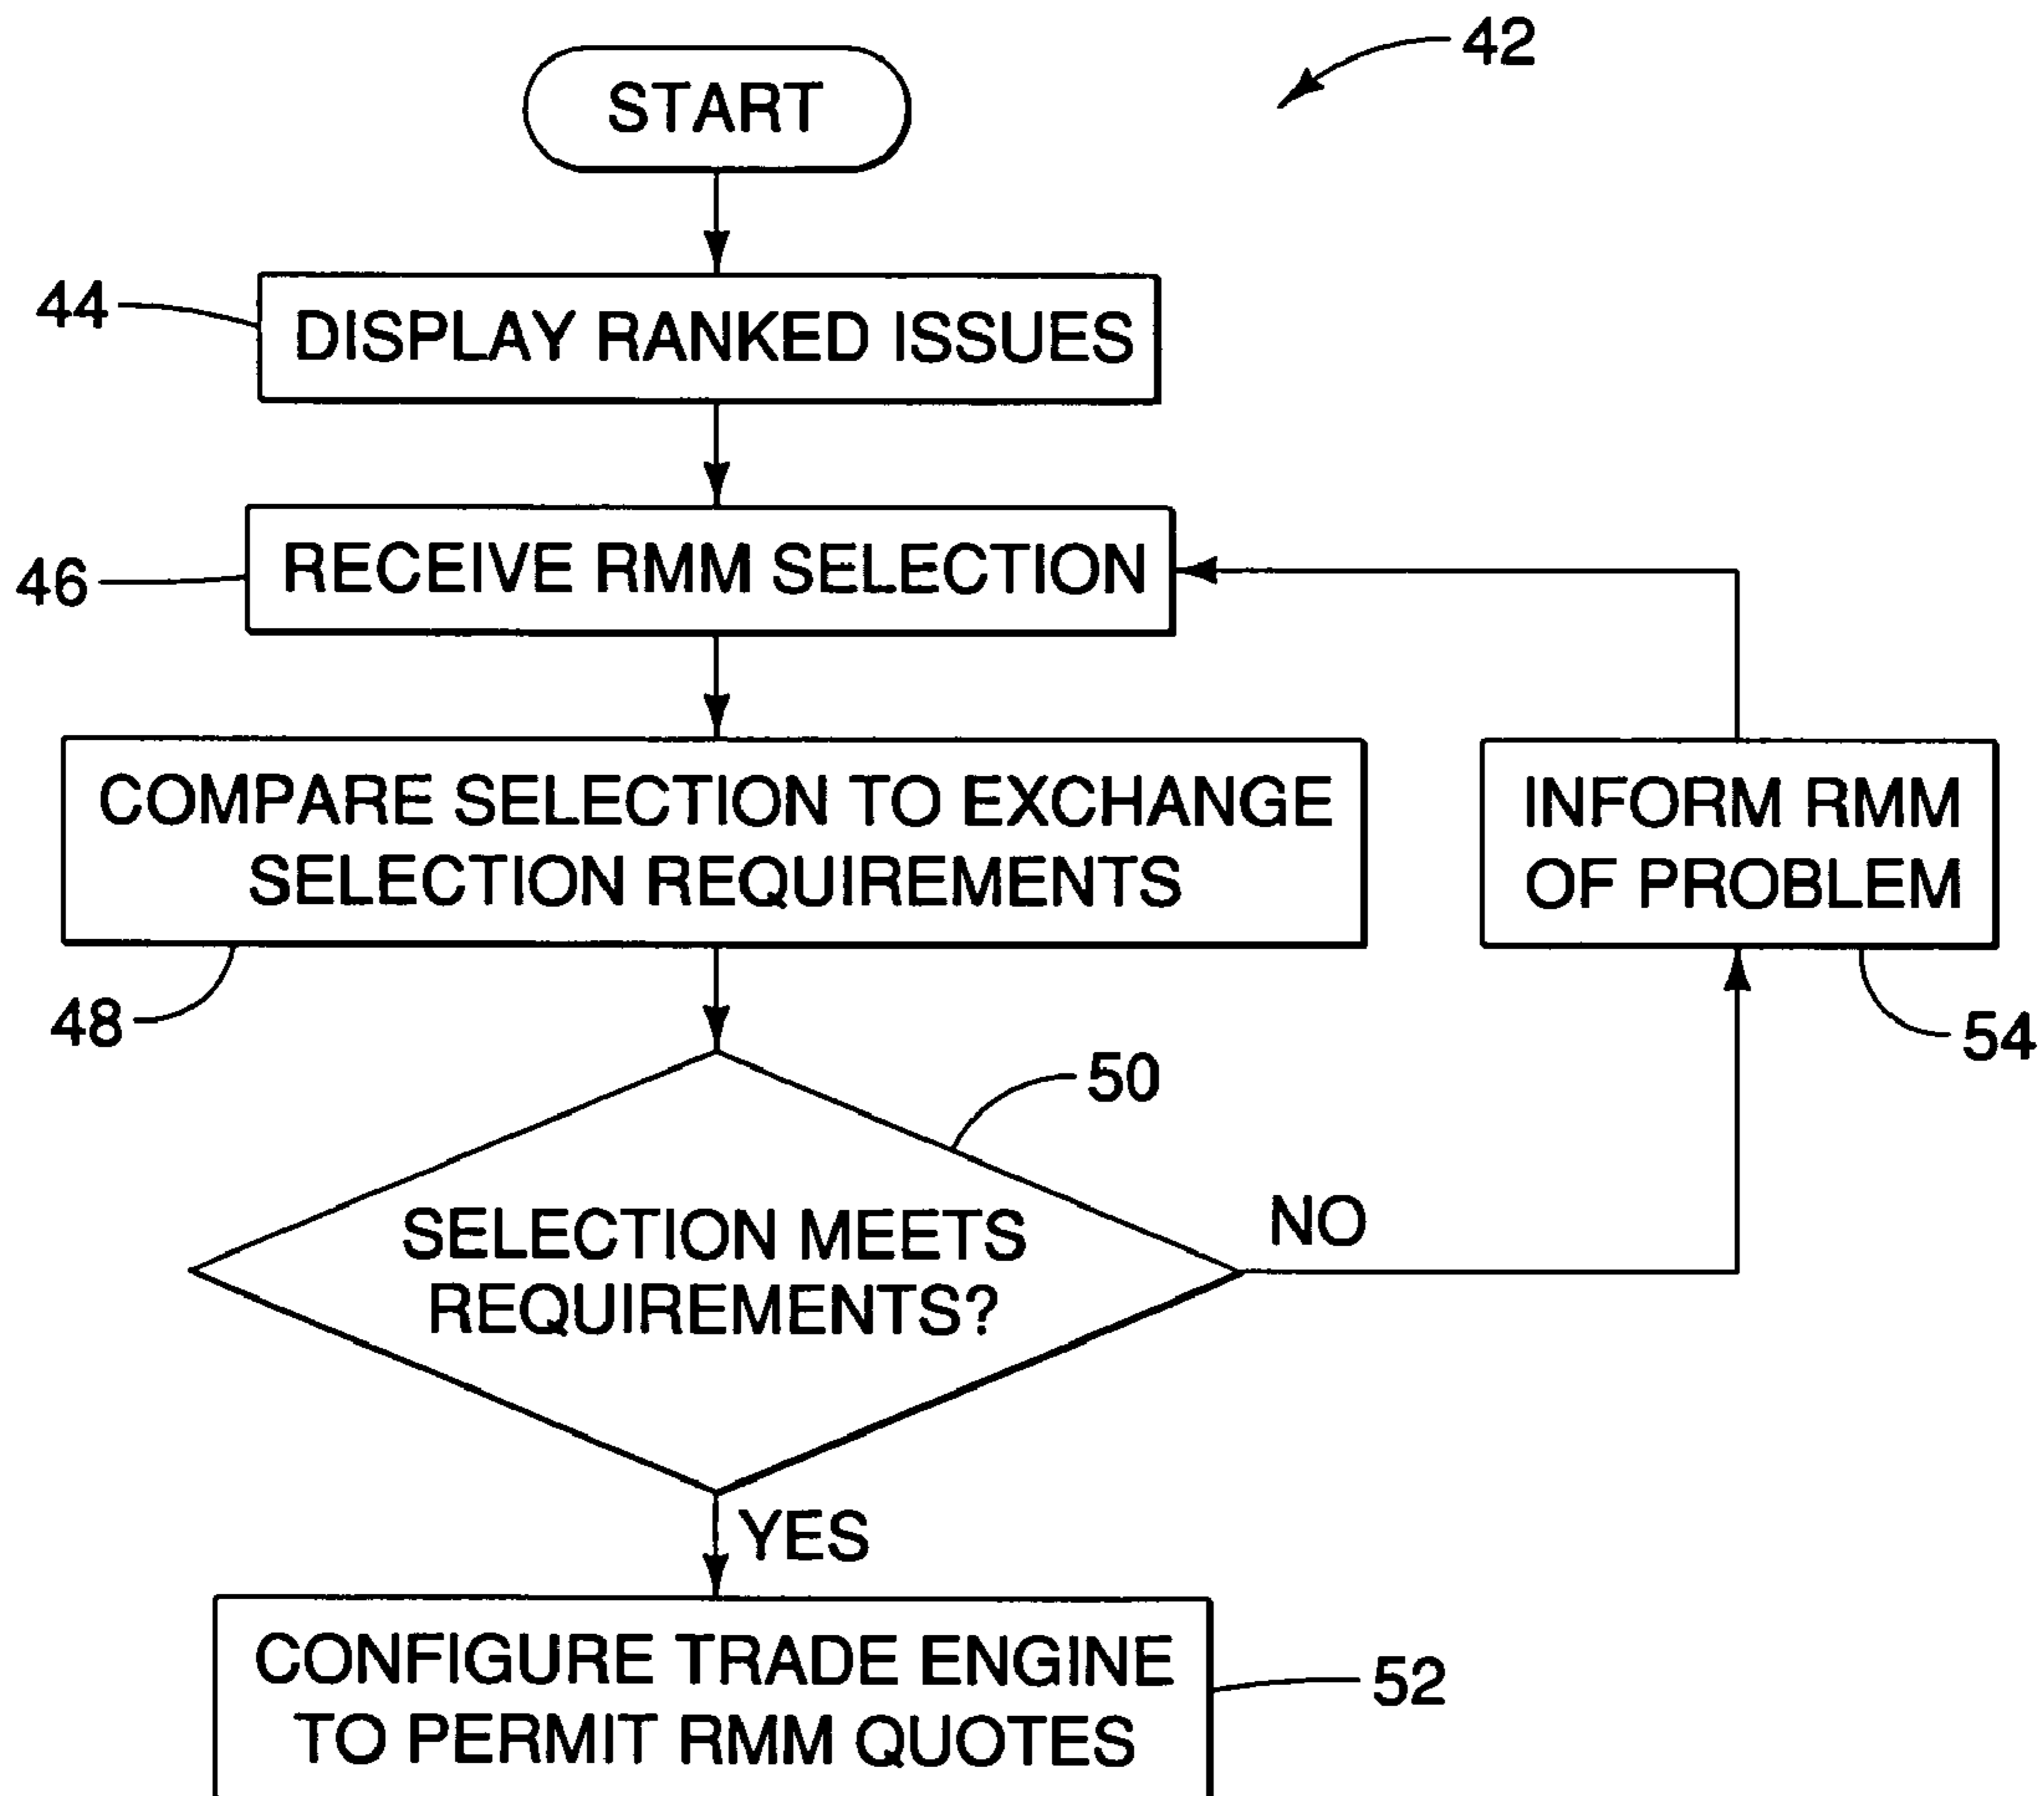 42
START
44
DISPLAY RANKED ISSUES
46
RECEIVE RMM SELECTION
COMPARE SELECTION TO EXCHANGE
SELECTION REQUIREMENTS
48
INFORM RMM
OF PROBLEM
54
50
SELECTION MEETS
REQUIREMENTS?
NO
YES
CONFIGURE TRADE ENGINE
TO PERMIT RMM QUOTES
52